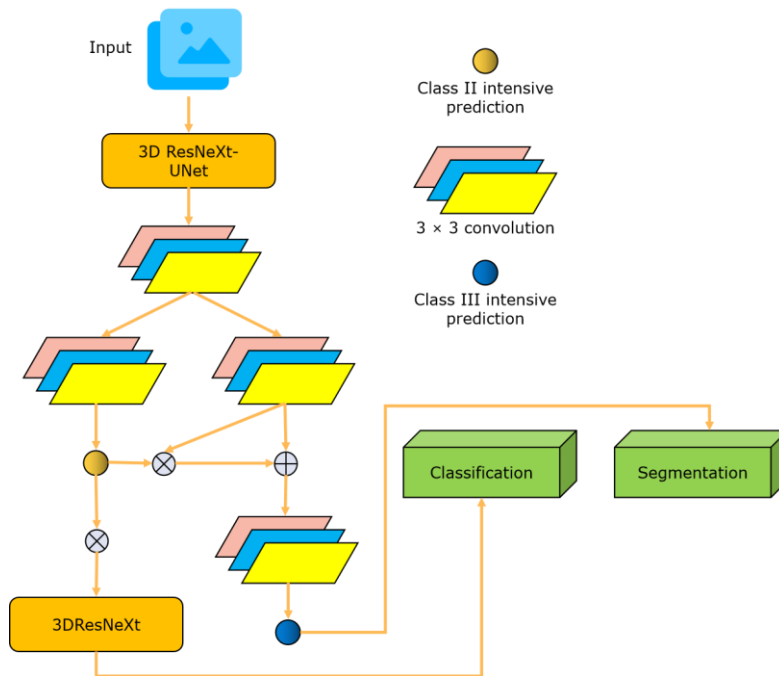 Input
3D ResNeXt-
UNet
Class II intensive
prediction
3 × 3 convolution
Class III intensive
prediction
Classification
Segmentation
3DResNeXt